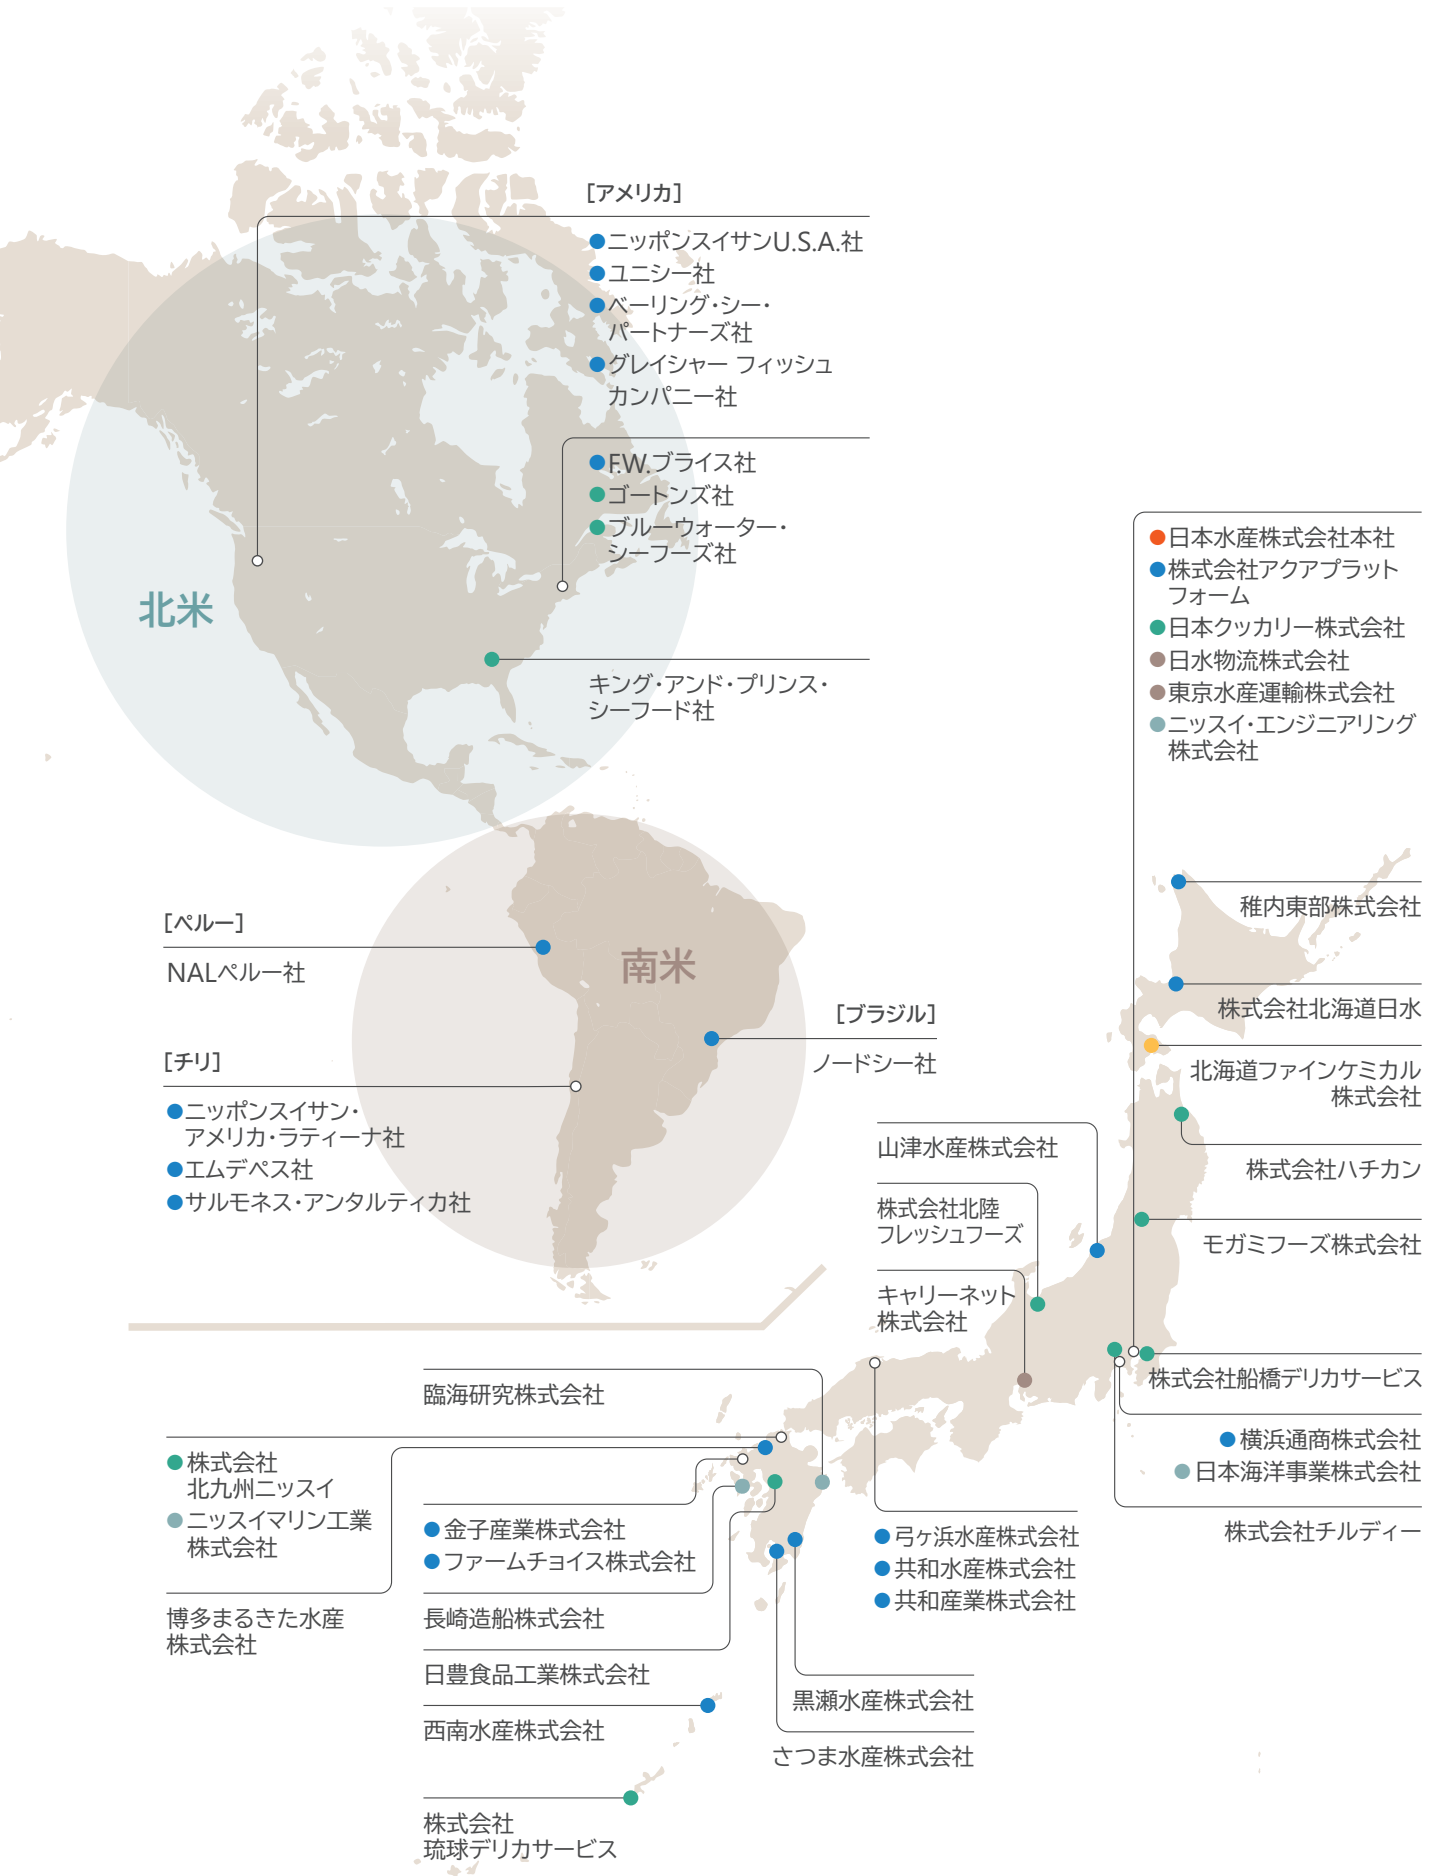 [アメリカ]
●ニッポンスイサンU.S.A.社
●ユニシー社
●ベーリング・シー・
パートナーズ社
●グレイシャー フィッシュ
カンパニー社
●F.W.ブライス社
●ゴートンズ社
●ブルーウォーター・
シーフーズ社
北米
キング・アンド・プリンス・
シーフード社
[ペルー]
NALペルー社
南米
[ブラジル]
ノードシー社
[チリ]
●ニッポンスイサン・
アメリカ・ラティーナ社
●エムデペス社
●サルモネス・アンタルティカ社
●日本水産株式会社本社
●株式会社アクアプラット
フォーム
●日本クッカリー株式会社
●日水物流株式会社
●東京水産運輸株式会社
●ニッスイ・エンジニアリング
株式会社
稚内東部株式会社
株式会社北海道日水
北海道ファインケミカル
株式会社
株式会社ハチカン
モガミフーズ株式会社
株式会社船橋デリカサービス
●横浜通商株式会社
●日本海洋事業株式会社
株式会社チルディー
山津水産株式会社
株式会社北陸
フレッシュフーズ
キャリーネット
株式会社
臨海研究株式会社
●株式会社
北九州ニッスイ
●ニッスイマリン工業
株式会社
博多まるきた水産
株式会社
●金子産業株式会社
●ファームチョイス株式会社
長崎造船株式会社
日豊食品工業株式会社
西南水産株式会社
株式会社
琉球デリカサービス
●弓ヶ浜水産株式会社
●共和水産株式会社
●共和産業株式会社
黒瀬水産株式会社
さつま水産株式会社